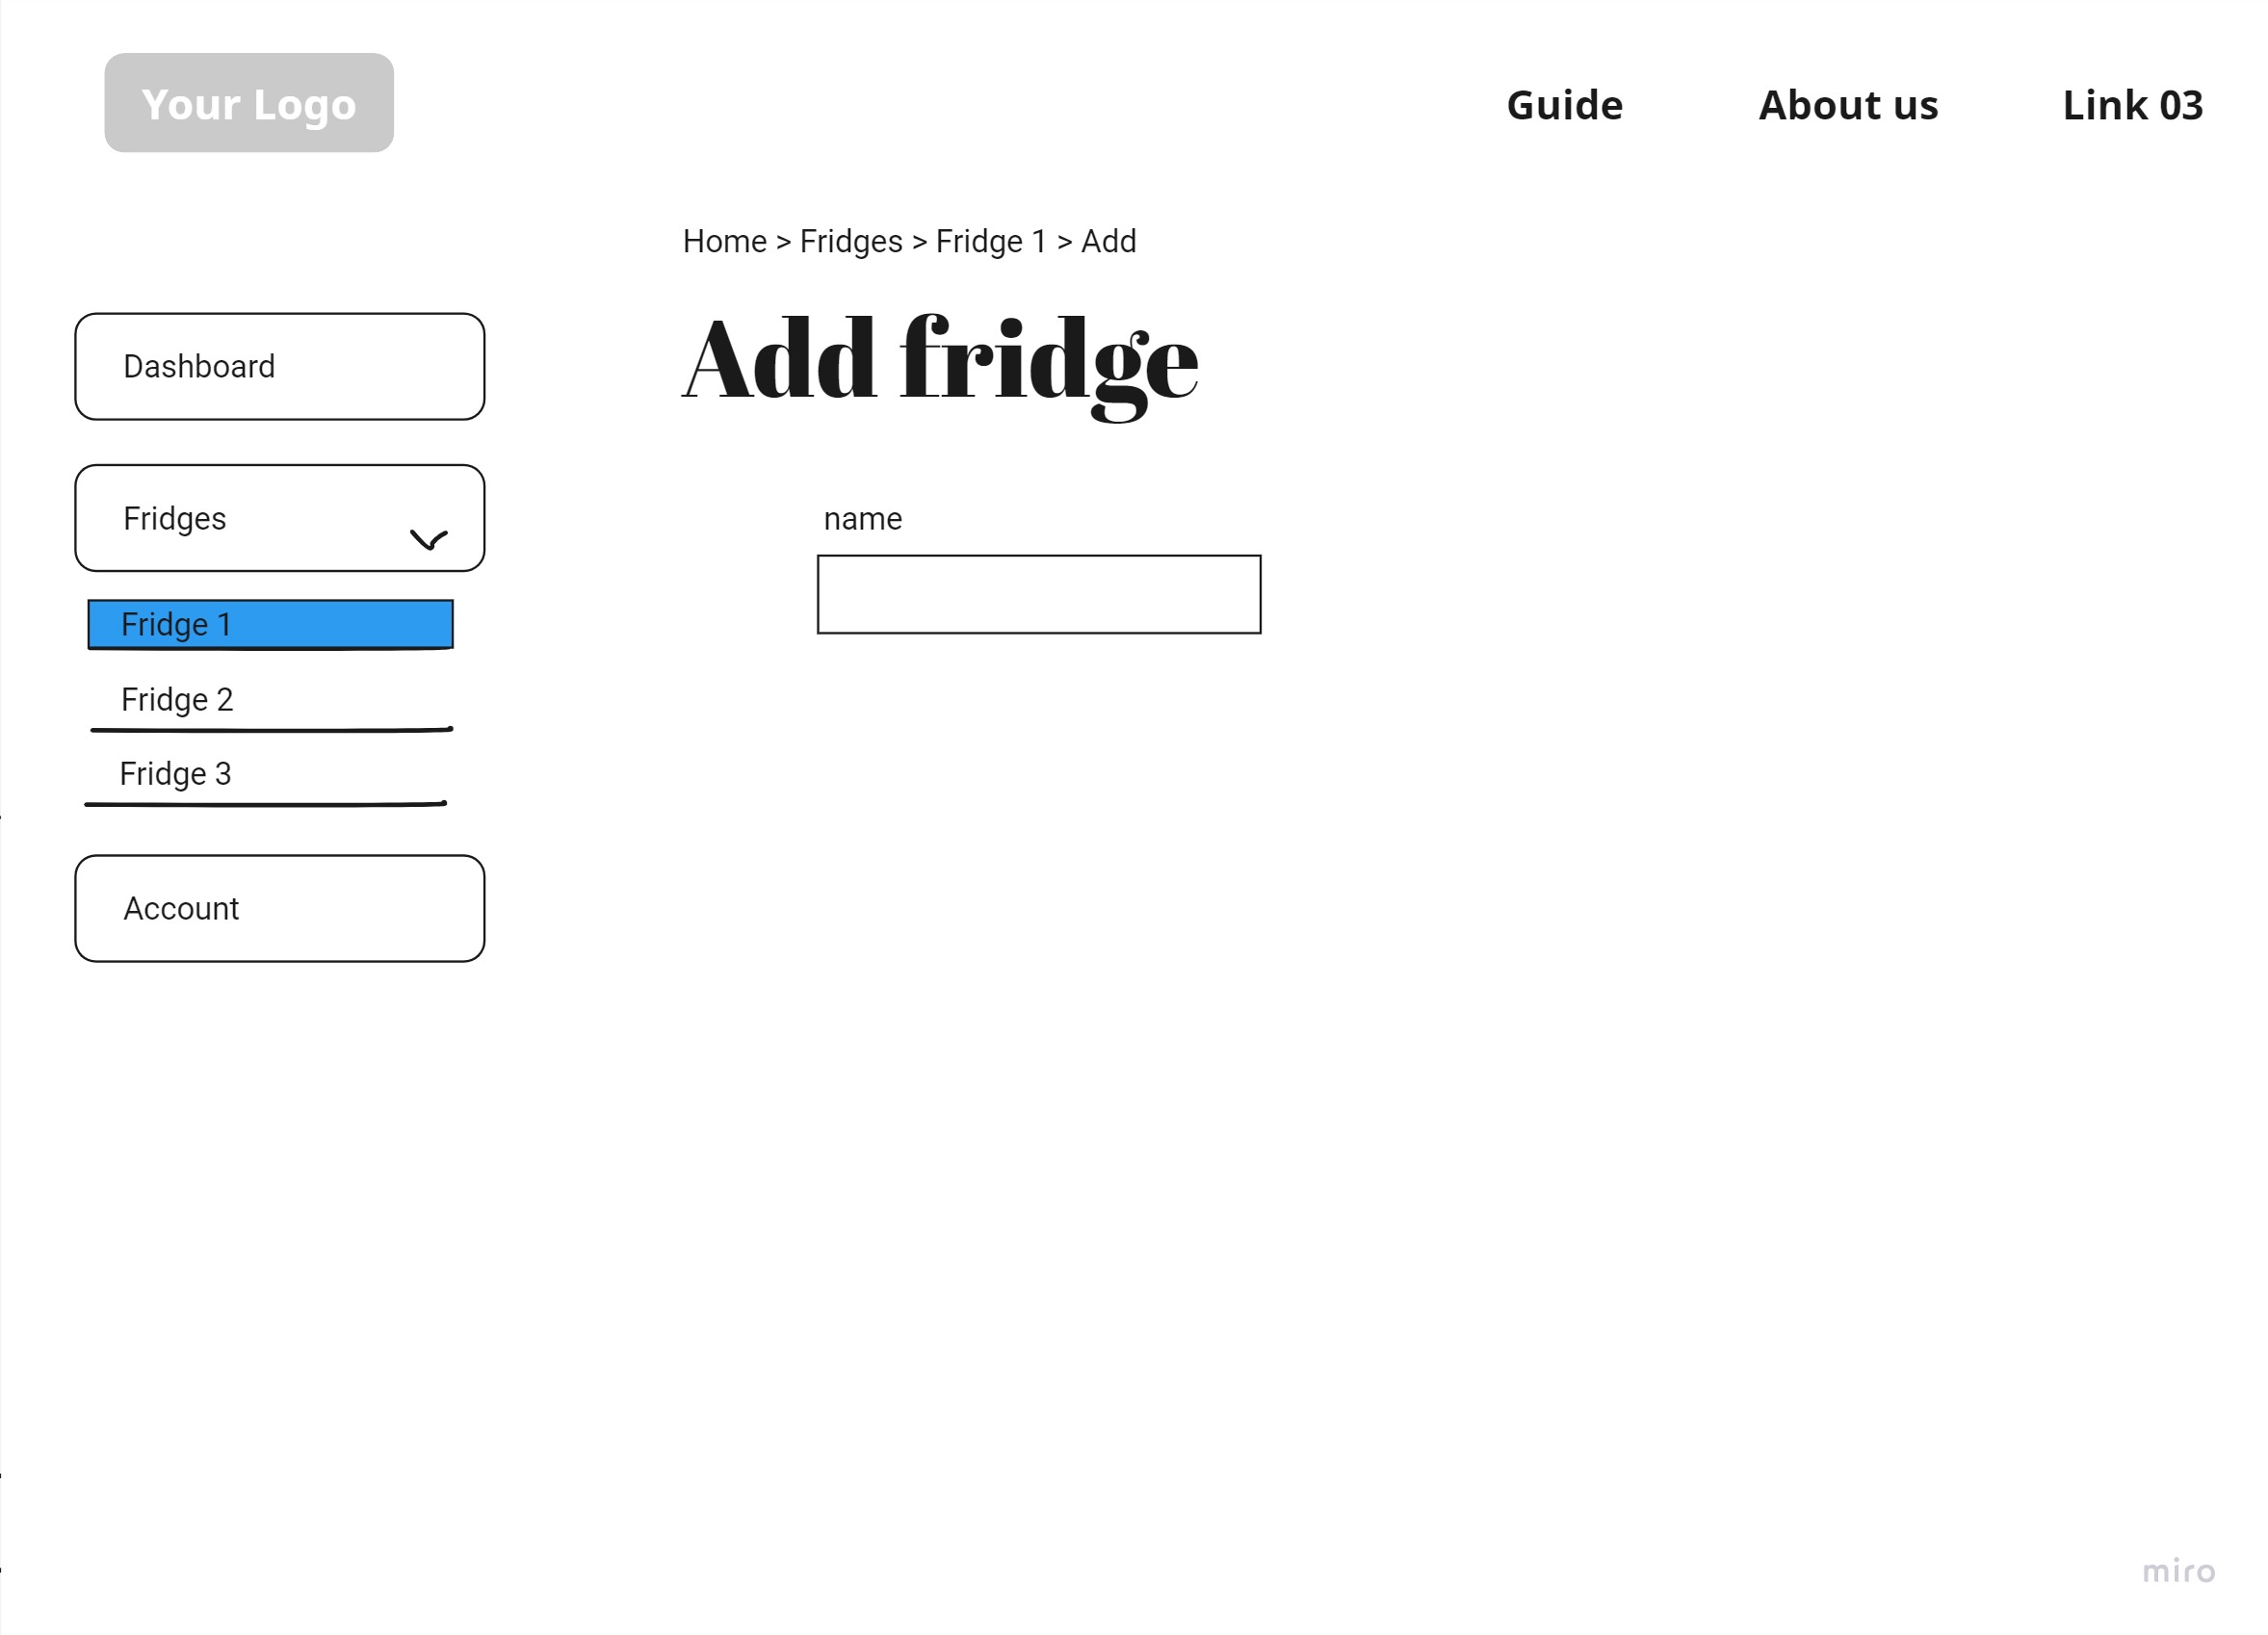 Your Logo
Guide
About us
Link 03
Home > Fridges > Fridge 1 > Add
Add fridge
Dashboard
Fridges
Fridge 1
Fridge 2
Fridge 3
Account
name
miro